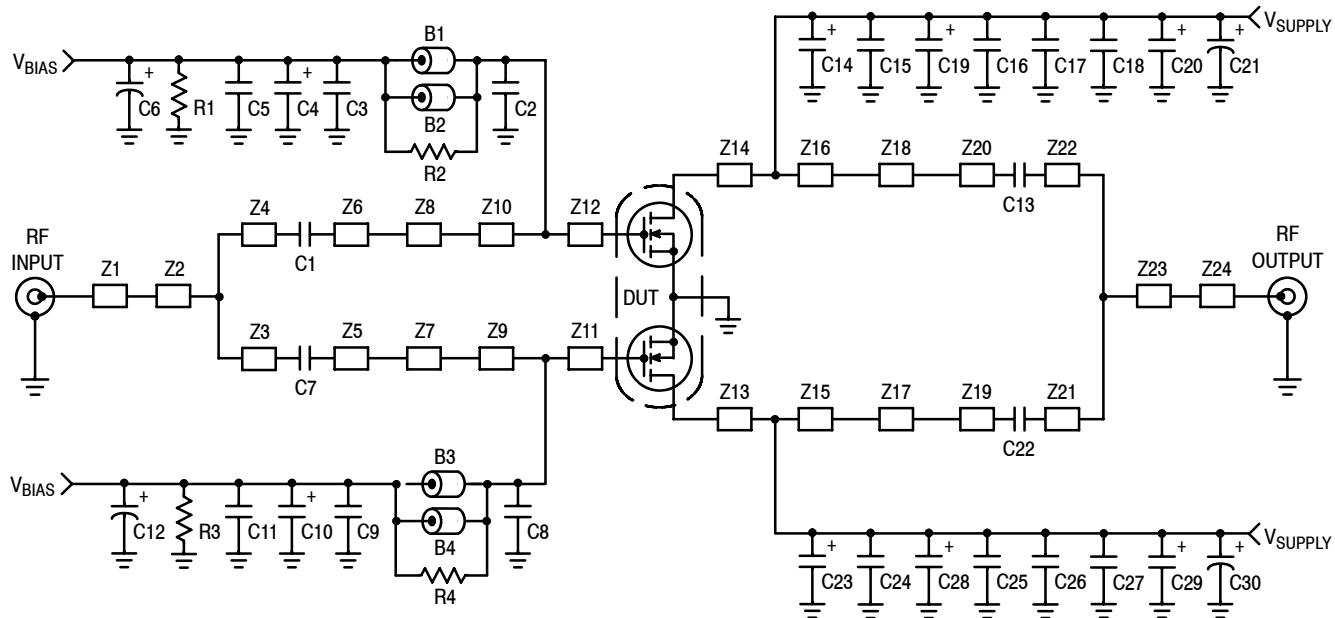 VSUPPLY
+ + + +
C14 C15 C19 C16 C17 C18 C20 C21
B1
VBIAS
+ +
C6 R1 C5 C4 C3 B2 C2
R2
Z14 Z16 Z18 Z20 Z22
C13
Z4 Z6 Z8 Z10 Z12
C1
RF
INPUT
Z1 Z2
DUT
RF
OUTPUT
Z23 Z24
Z3 Z5 Z7 Z9 Z11
C7
Z13 Z15 Z17 Z19 Z21
C22
B3
VBIAS
+ +
C12 R3 C11 C10 C9 B4 C8
R4
VSUPPLY
+ + + +
C23 C24 C28 C25 C26 C27 C29 C30